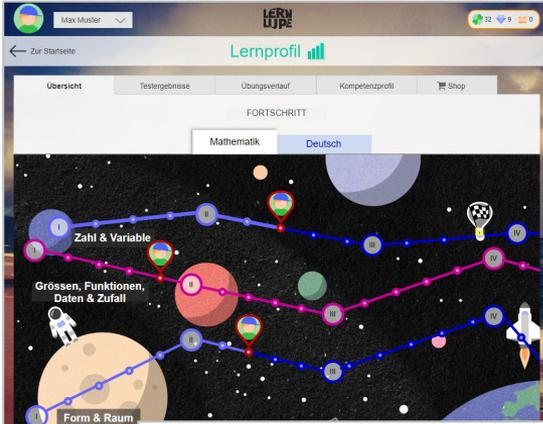 Max Muster
LERN
LUPE
32 9 0
Zur Startseite
Lernprofil
Übersicht
Testergebnisse
Übungsverlauf
Kompetenzprofil
Shop
FORTSCHRITT
Mathematik
Deutsch
I
II
III
IV
Zahl & Variable
I
II
III
IV
Grössen, Funktionen,
Daten & Zufall
I
II
III
IV
Form & Raum